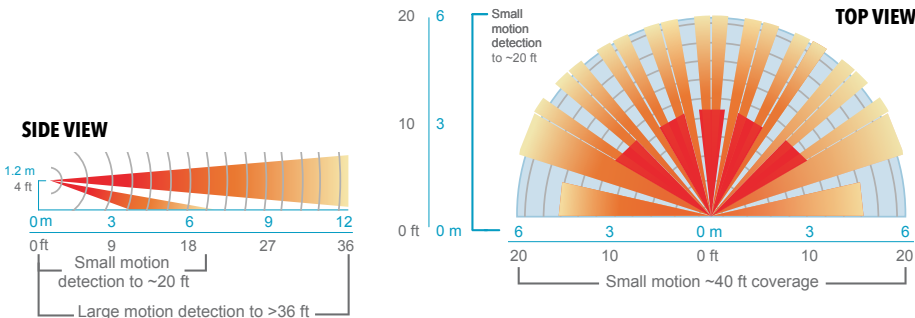 SIDE VIEW
1.2 m
4 ft
0 m 3 6 9 12
0 ft 9 18 27 36
Small motion
detection to ~20 ft
Large motion detection to >36 ft
TOP VIEW
20 6
10 3
0 ft 0 m
Small
motion
detection
to ~20 ft
6 3 0 m 3 6
20 10 0 ft 10 20
Small motion ~40 ft coverage